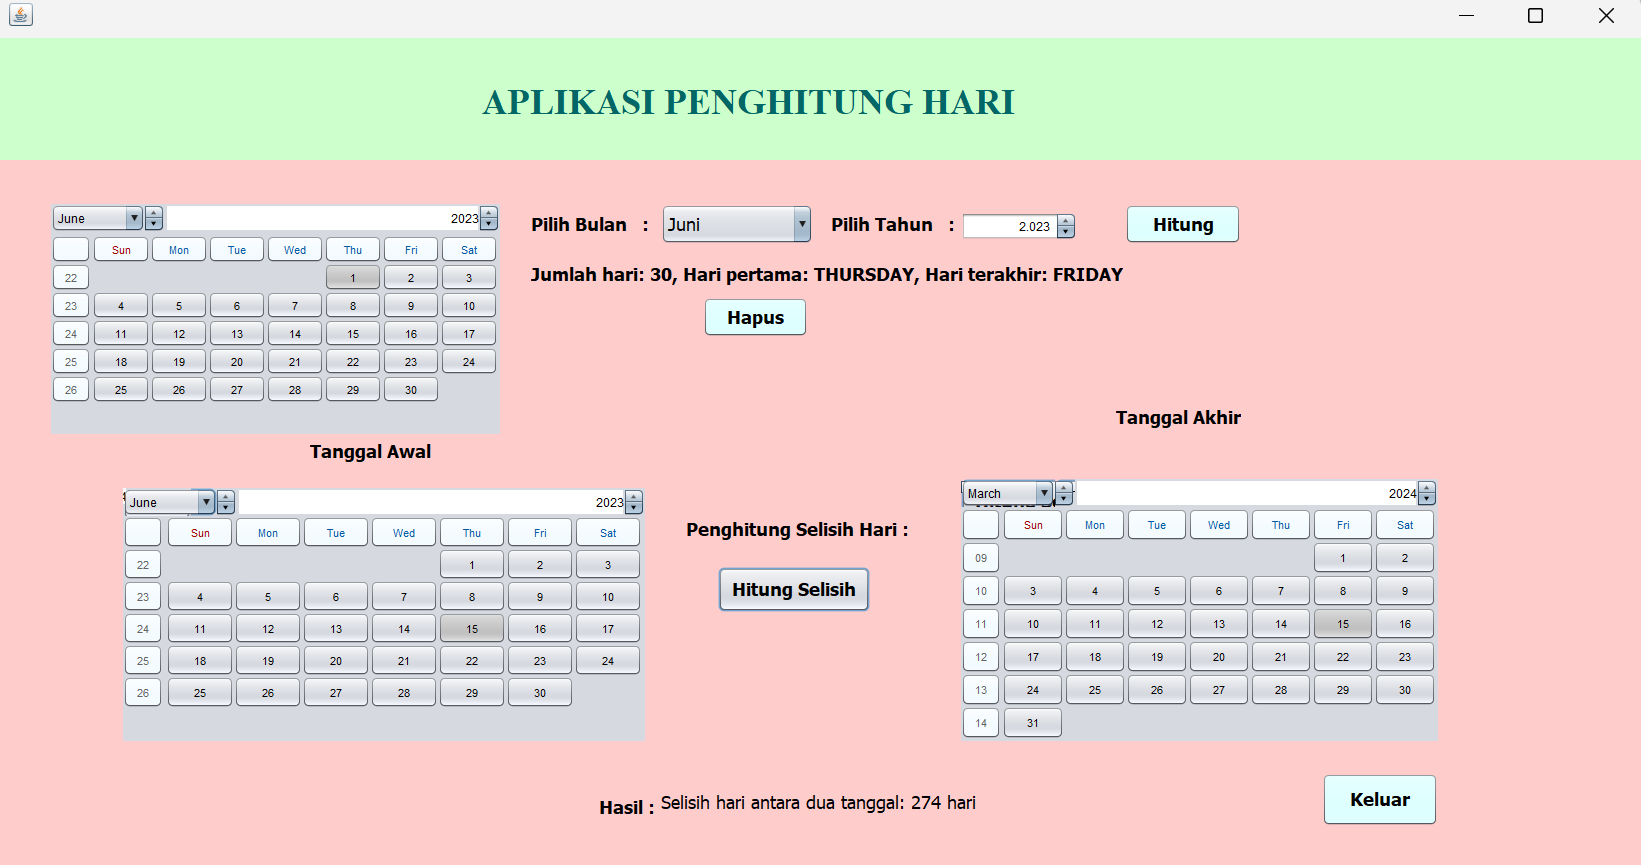 APLIKASI PENGHITUNG HARI
June 2023
Sun Mon Tue Wed Thu Fri Sat
22 1 2 3
23 4 5 6 7 8 9 10
24 11 12 13 14 15 16 17
25 18 19 20 21 22 23 24
26 25 26 27 28 29 30
Pilih Bulan : Juni Pilih Tahun : 2.023 Hitung
Jumlah hari: 30, Hari pertama: THURSDAY, Hari terakhir: FRIDAY
Hapus
Tanggal Awal
Tanggal Akhir
June 2023
Sun Mon Tue Wed Thu Fri Sat
22 1 2 3
23 4 5 6 7 8 9 10
24 11 12 13 14 15 16 17
25 18 19 20 21 22 23 24
26 25 26 27 28 29 30
Penghitung Selisih Hari :
Hitung Selisih
March 2024
Sun Mon Tue Wed Thu Fri Sat
09 1 2
10 3 4 5 6 7 8 9
11 10 11 12 13 14 15 16
12 17 18 19 20 21 22 23
13 24 25 26 27 28 29 30
14 31
Hasil : Selisih hari antara dua tanggal: 274 hari
Keluar